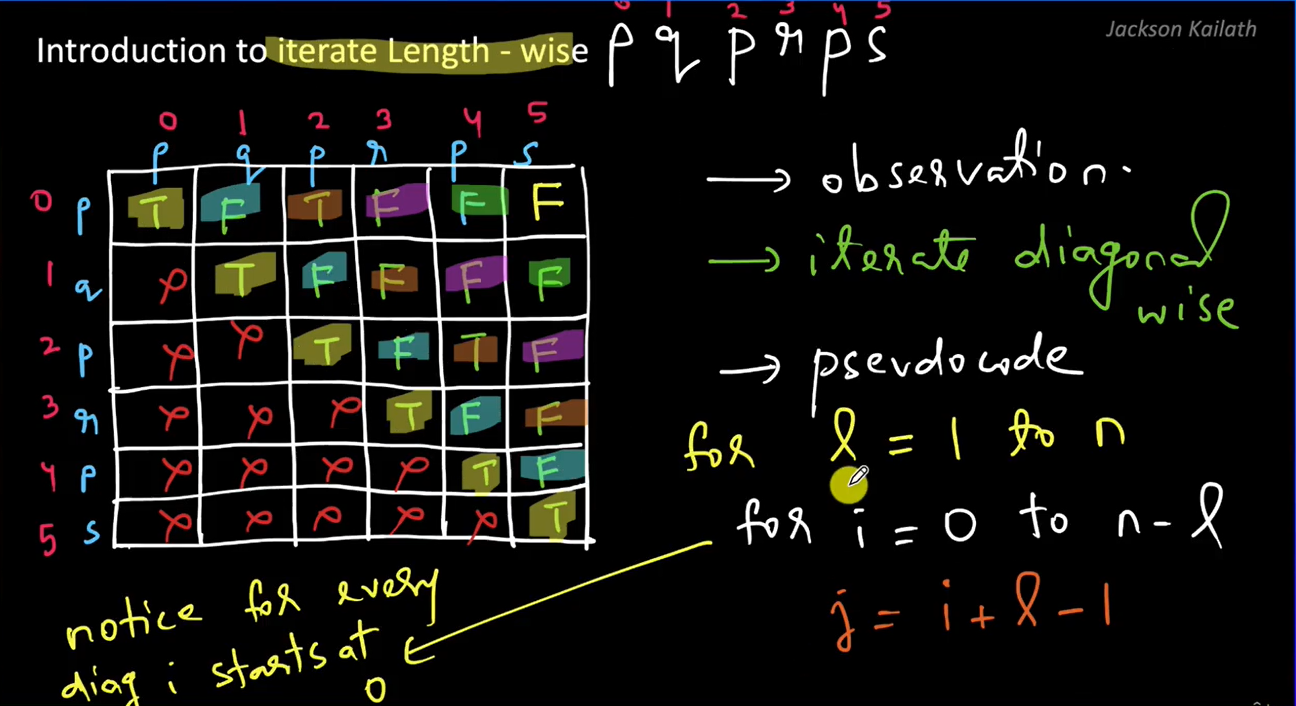 0 1 2 3 4 5
Introduction to iterate Length - wise p q p r p s
Jackson Kailath
0 1 2 3 4 5
p q p r p s
0 p T F T F F F
1 q φ T F F F F
2 p φ φ T F T F
3 r φ φ φ T F F
4 p φ φ φ φ T F
5 s φ φ φ φ φ T
→ observation.
→ iterate diagonal
wise
→ psevdocode
for l = 1 to n
for i = 0 to n - l
j = i + l - 1
notice for every
diag i starts at
0